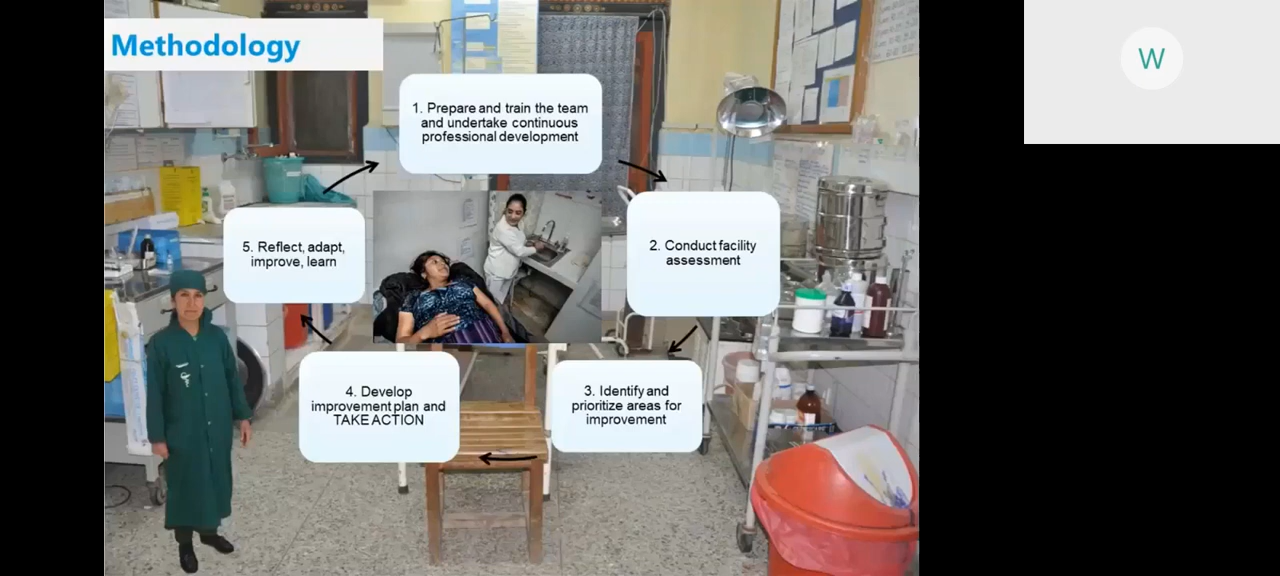 Methodology
1. Prepare and train the team
and undertake continuous
professional development
2. Conduct facility
assessment
3. Identify and
prioritize areas for
improvement
4. Develop
improvement plan and
TAKE ACTION
5. Reflect, adapt,
improve, learn
W